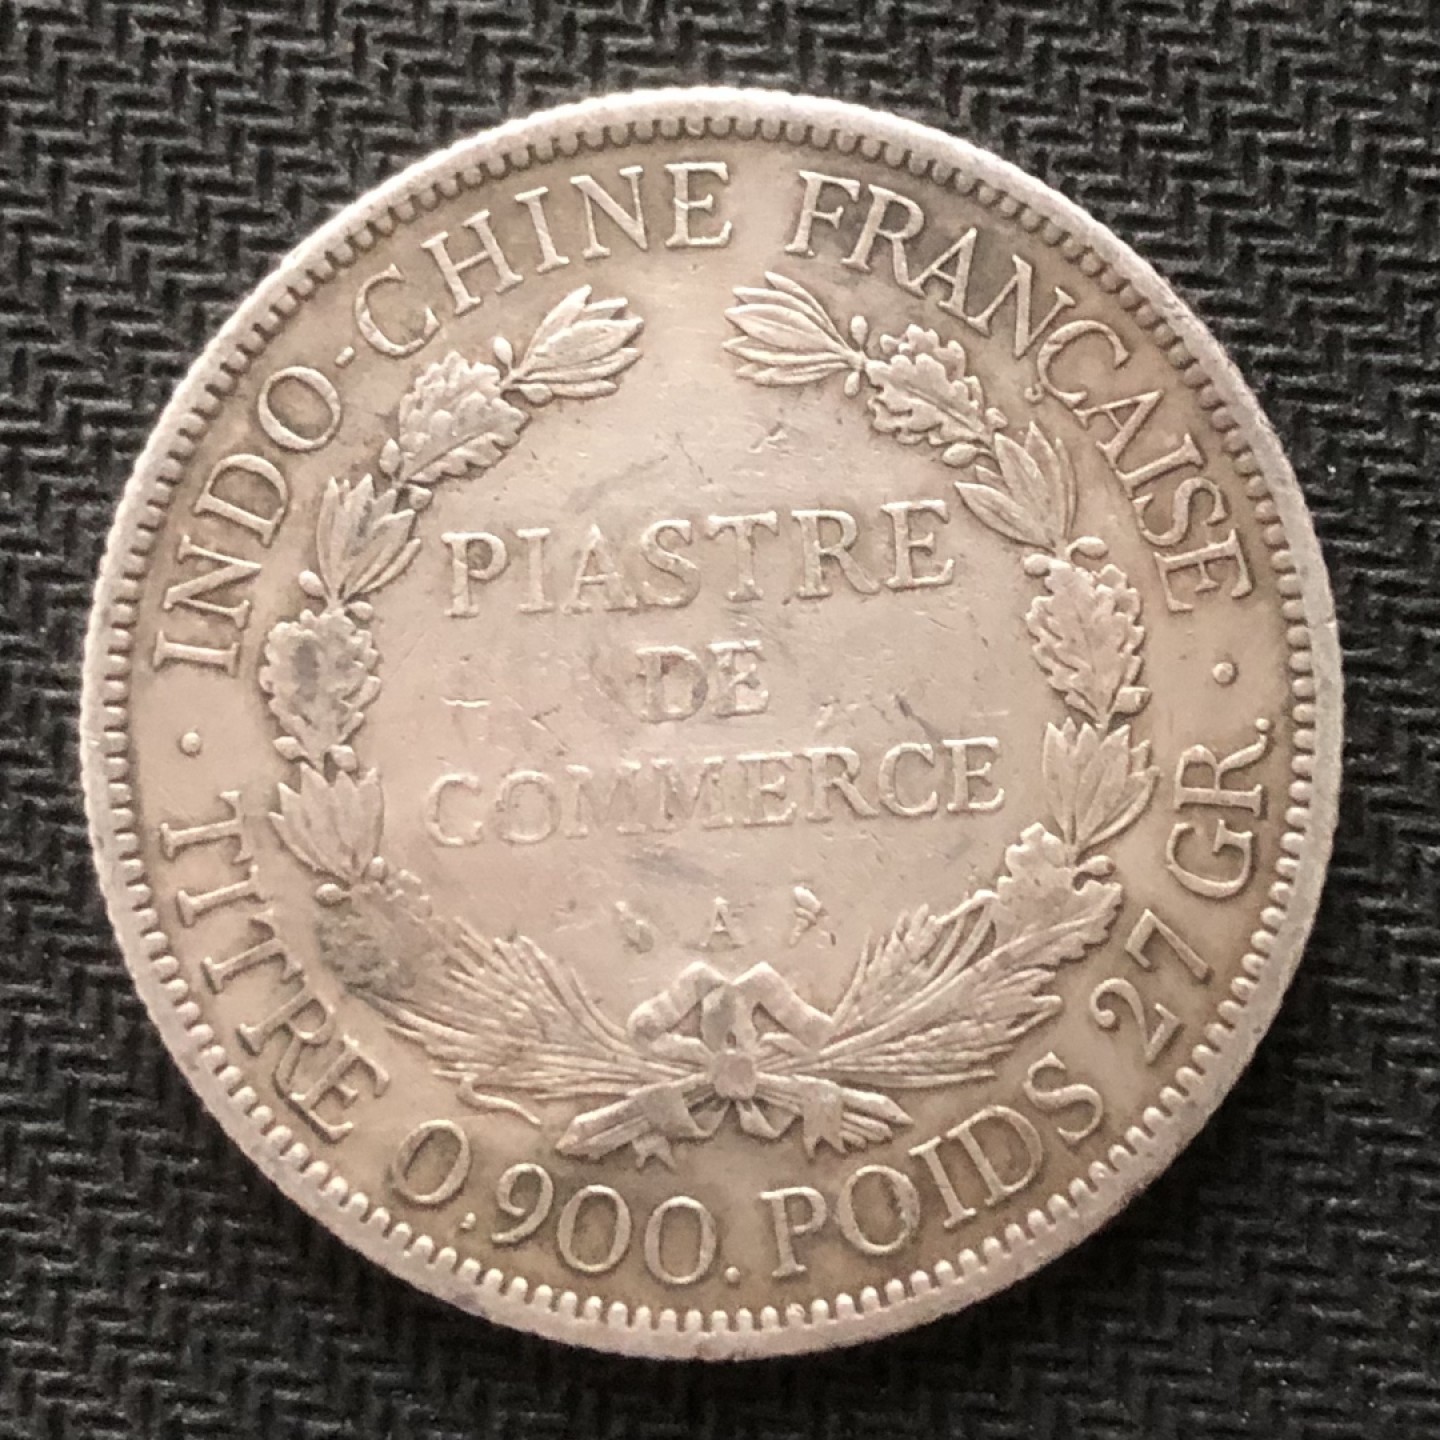 INDO-CHINE FRANÇAISE
PIASTRE
DE
COMMERCE
A
TITRE 0,900. POIDS 27 GR.